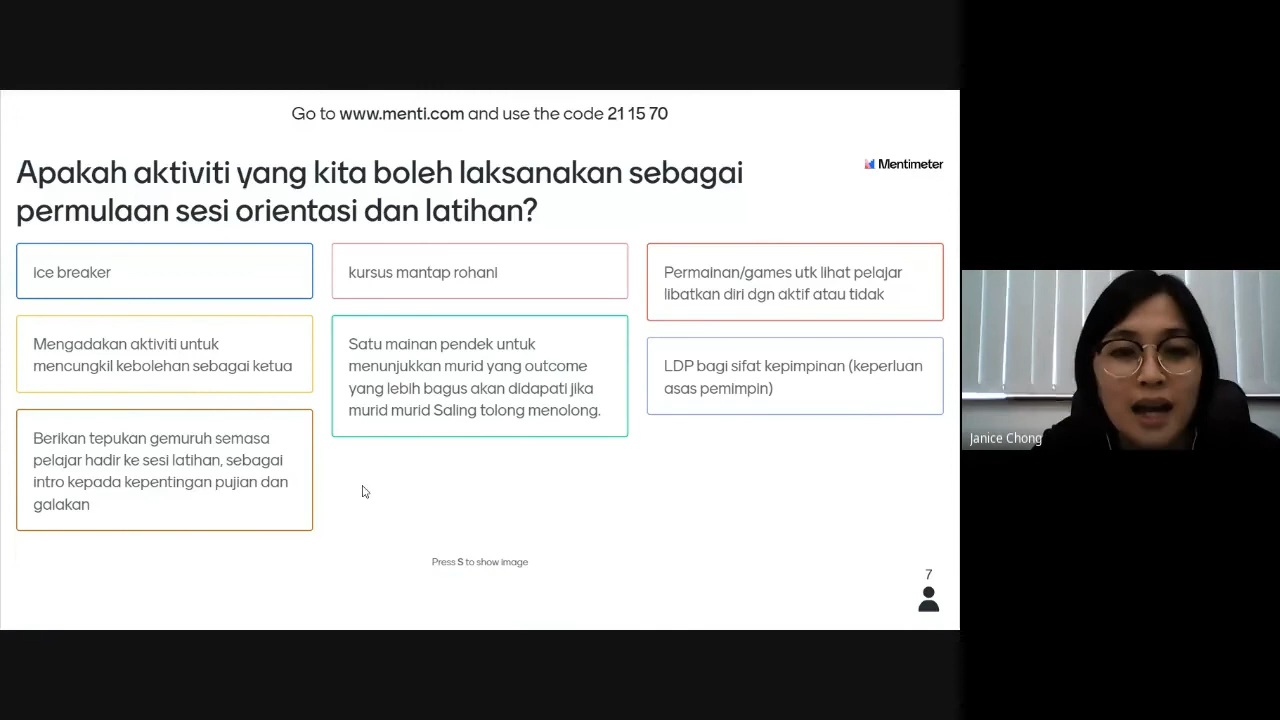 Go to www.menti.com and use the code 21 15 70
Apakah aktiviti yang kita boleh laksanakan sebagai
permulaan sesi orientasi dan latihan?
Mentimeter
ice breaker
kursus mantap rohani
Permainan/games utk lihat pelajar
libatkan diri dgn aktif atau tidak
Mengadakan aktiviti untuk
mencungkil kebolehan sebagai ketua
Satu mainan pendek untuk
menunjukkan murid yang outcome
yang lebih bagus akan didapati jika
murid murid Saling tolong menolong.
LDP bagi sifat kepimpinan (keperluan
asas pemimpin)
Berikan tepukan gemuruh semasa
pelajar hadir ke sesi latihan, sebagai
intro kepada kepentingan pujian dan
galakan
Press S to show image
7
Janice Chong